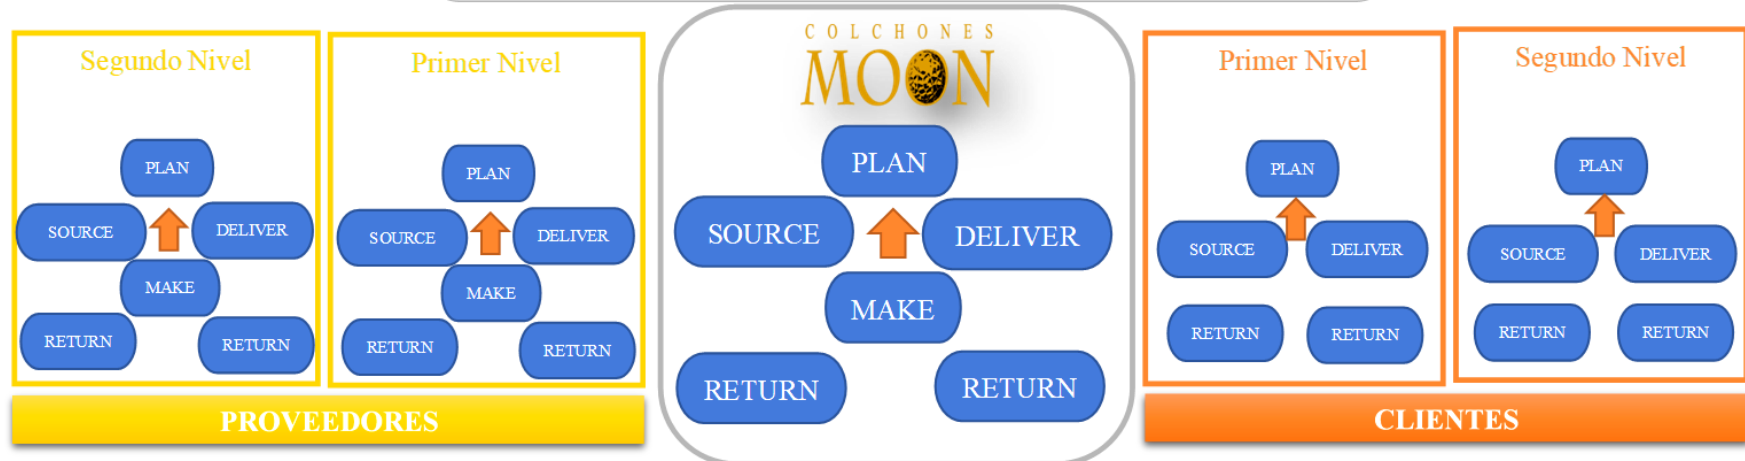 Segundo Nivel
PLAN
SOURCE
DELIVER
MAKE
RETURN
RETURN
Primer Nivel
PLAN
SOURCE
DELIVER
MAKE
RETURN
RETURN
PROVEEDORES
COLCHONES
MOON
PLAN
SOURCE
DELIVER
MAKE
RETURN
RETURN
Primer Nivel
PLAN
SOURCE
DELIVER
RETURN
RETURN
Segundo Nivel
PLAN
SOURCE
DELIVER
RETURN
RETURN
CLIENTES